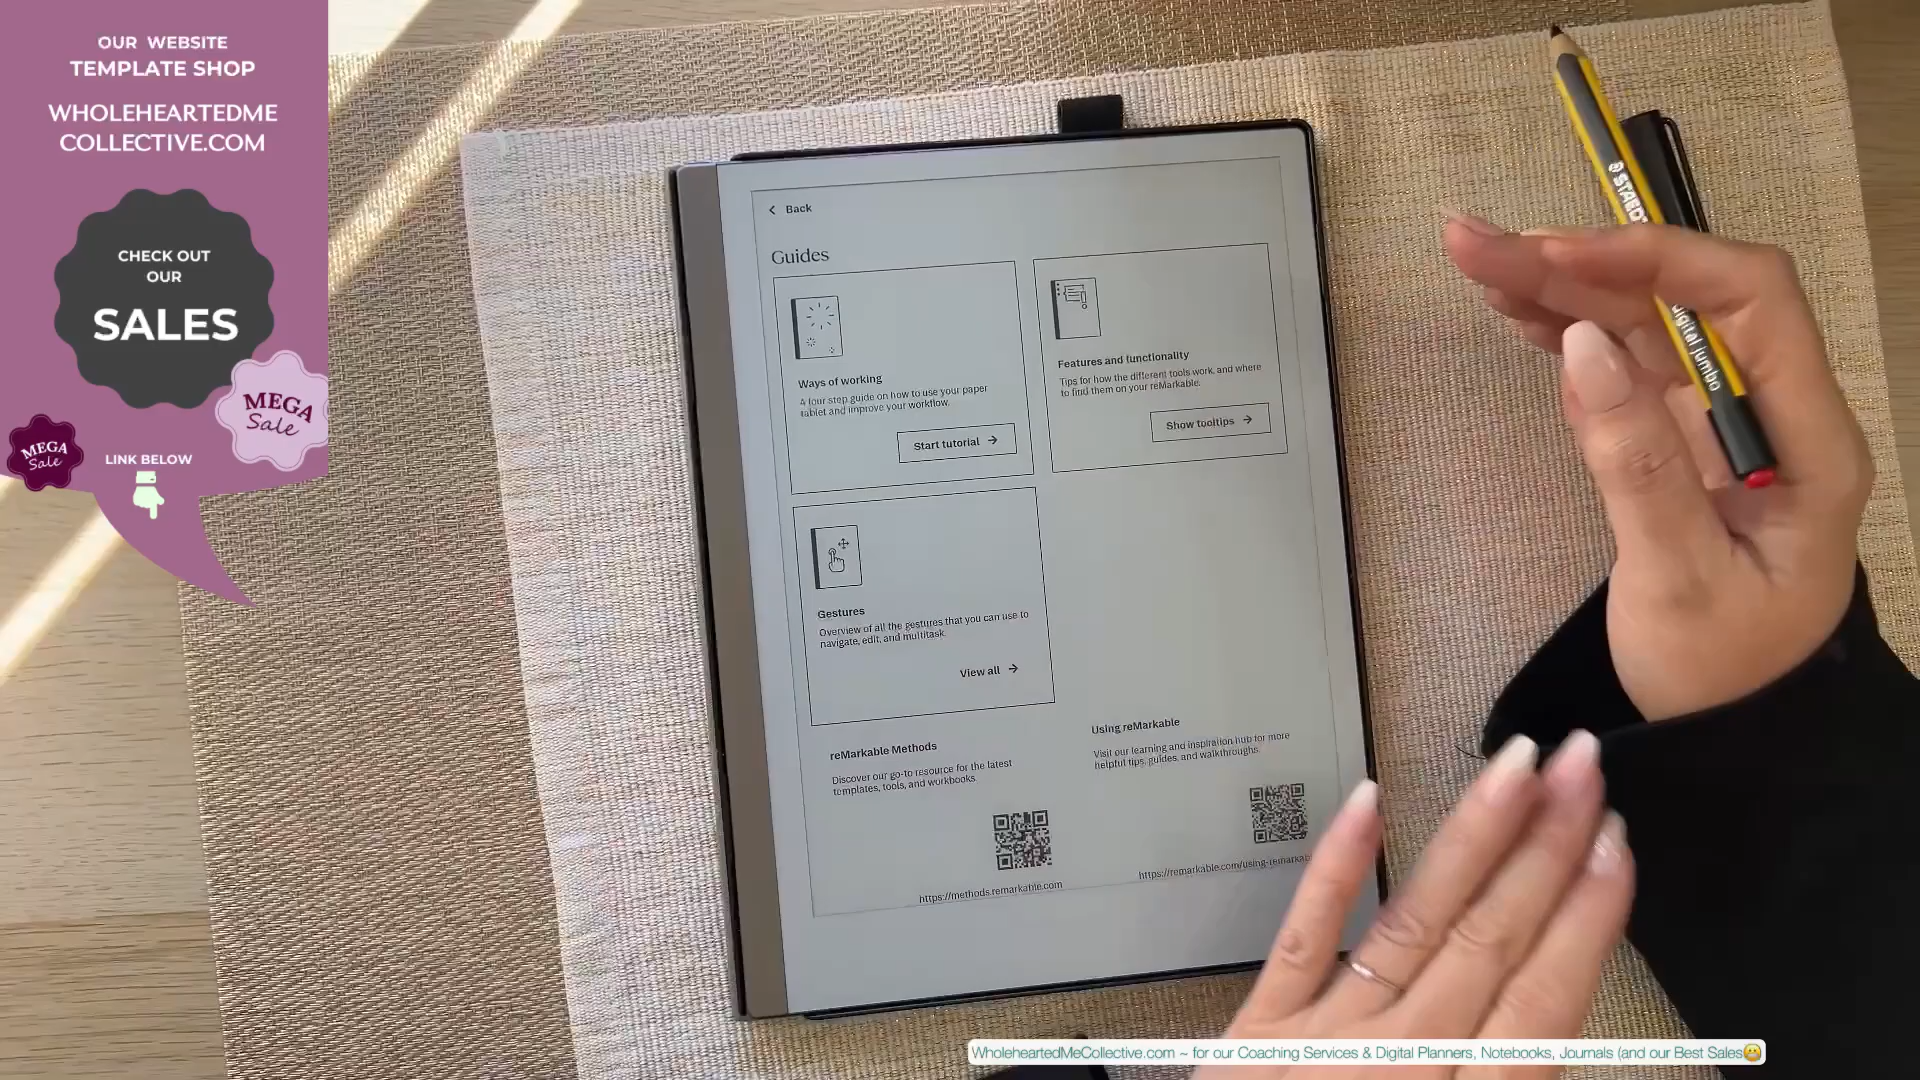 OUR WEBSITE
TEMPLATE SHOP
WHOLEHEARTEDME
COLLECTIVE.COM
CHECK OUT
OUR
SALES
MEGA
Sale
MEGA
Sale
LINK BELOW
Back
Guides
Ways of working
A four step guide on how to use your paper
tablet and improve your workflow.
Start tutorial
Features and functionality
Tips for how the different tools work, and where
to find them on your reMarkable.
Show tooltips
Gestures
Overview of all the gestures that you can use to
navigate, edit, and multitask.
View all
reMarkable Methods
Discover our go-to resource for the latest
templates, tools, and workbooks.
https://methods.remarkable.com
Using reMarkable
Visit our learning and inspiration hub for more
helpful tips, guides, and walkthroughs.
https://remarkable.com/using-remarkab
STAED
digital jumbo
WholeheartedMeCollective.com ~ for our Coaching Services & Digital Planners, Notebooks, Journals (and our Best Sales😬